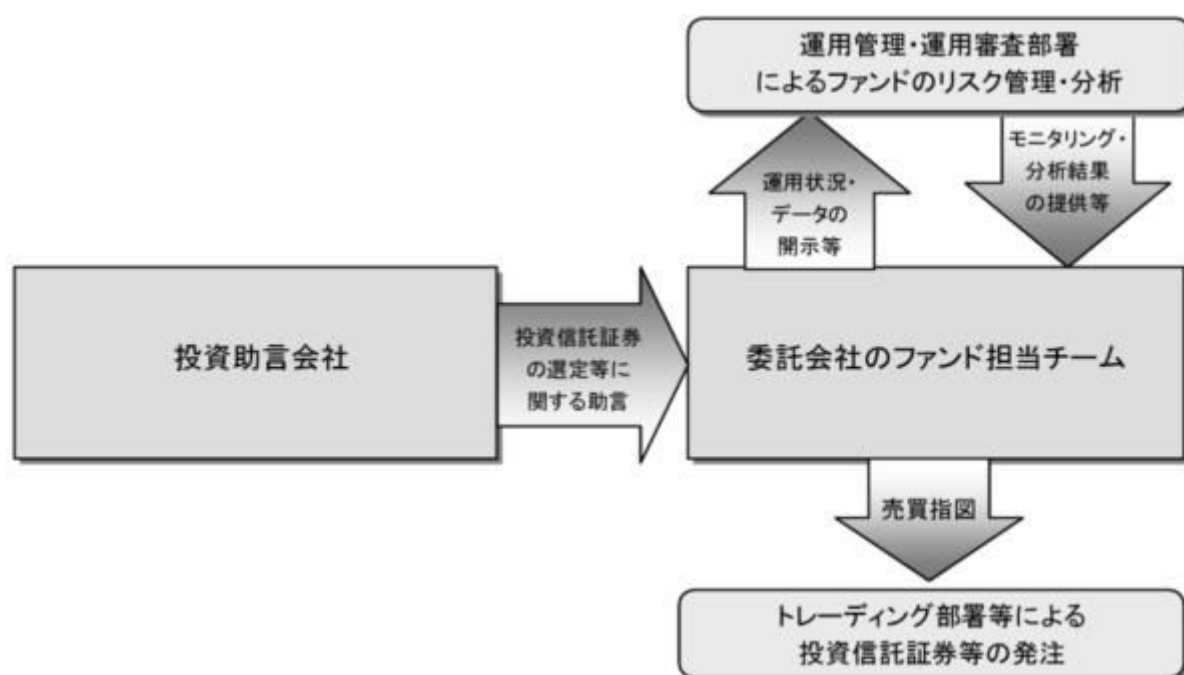 運用管理・運用審査部署
によるファンドのリスク管理・分析
運用状況・
データの
開示等
モニタリング・
分析結果
の提供等
投資助言会社
投資信託証券
の選定等に
関する助言
委託会社のファンド担当チーム
売買指図
トレーディング部署等による
投資信託証券等の発注